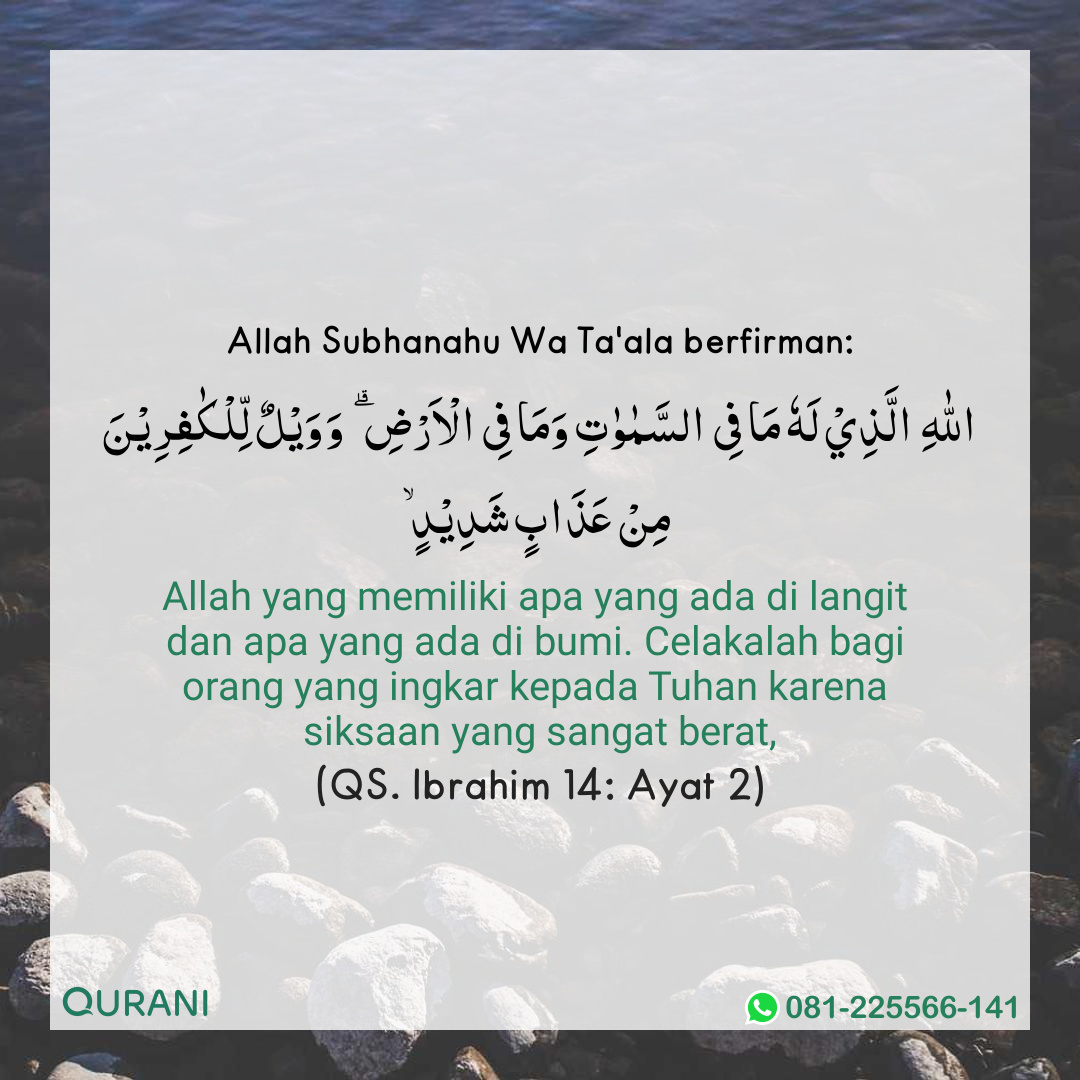 Allah Subhanahu Wa Ta'ala berfirman:
اللّٰهِ الَّذِيْ لَهٗ مَا فِى السَّمٰوٰتِ وَمَا فِى الْاَرْضِۗ وَوَيْلٌ لِّلْكٰفِرِيْنَ
مِنْ عَذَابٍ شَدِيْدٍۙ
Allah yang memiliki apa yang ada di langit
dan apa yang ada di bumi. Celakalah bagi
orang yang ingkar kepada Tuhan karena
siksaan yang sangat berat,
(QS. Ibrahim 14: Ayat 2)
QURANI
081-225566-141